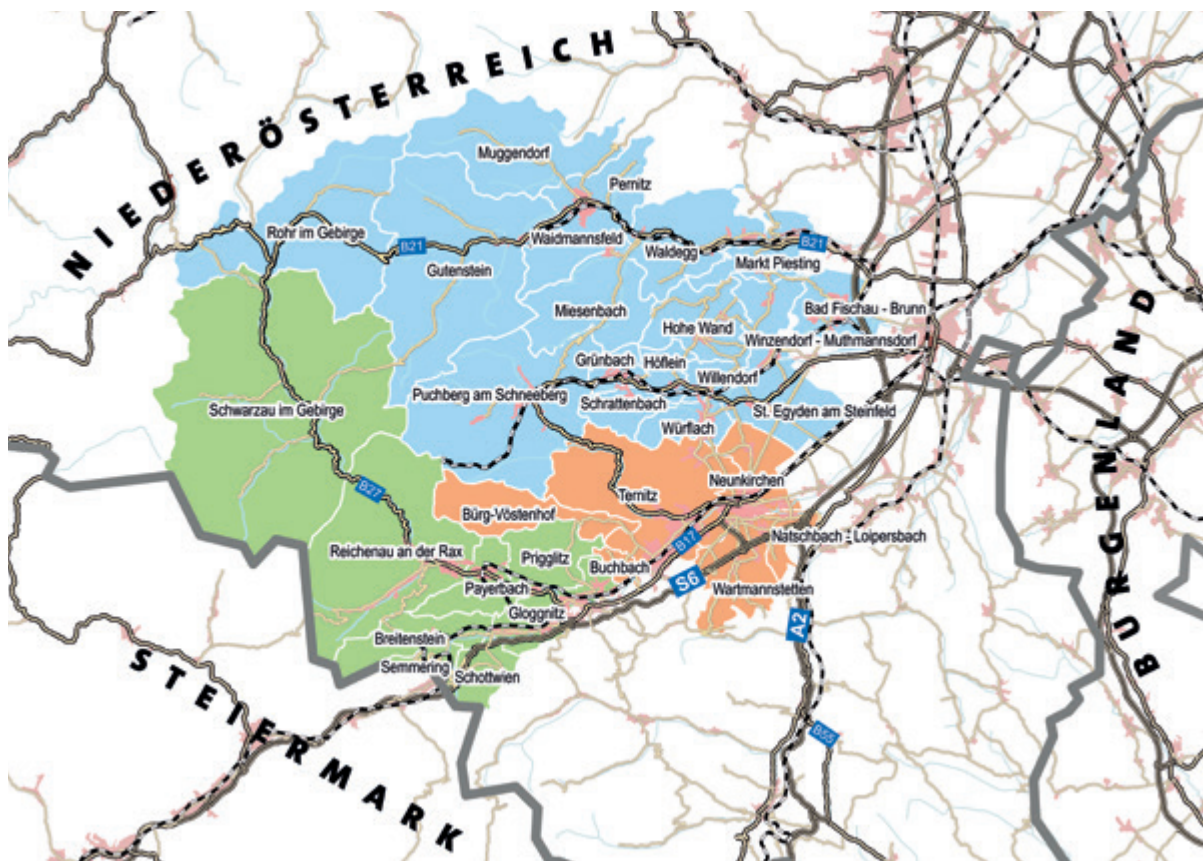 NIEDERÖSTERREICH
Muggendorf
Pernitz
Rohr im Gebirge
Waidmannsfeld
B21
Waldegg
B21
Gutenstein
Markt Piesting
Miesenbach
Bad Fischau - Brunn
Hohe Wand
Winzendorf - Muthmannsdorf
Grünbach
Höflein
Willendorf
Puchberg am Schneeberg
Schrattenbach
St. Egyden am Steinfeld
Schwarzau im Gebirge
Würflach
Neunkirchen
B27
Ternitz
Bürg-Vöstenhof
Natschbach - Loipersbach
B17
Reichenau an der Rax
Prigglitz
Buchbach
S6
Payerbach
Wartmannstetten
Gloggnitz
A2
Breitenstein
Semmering
Schottwien
B55
STEIERMARK
BURGENLAND